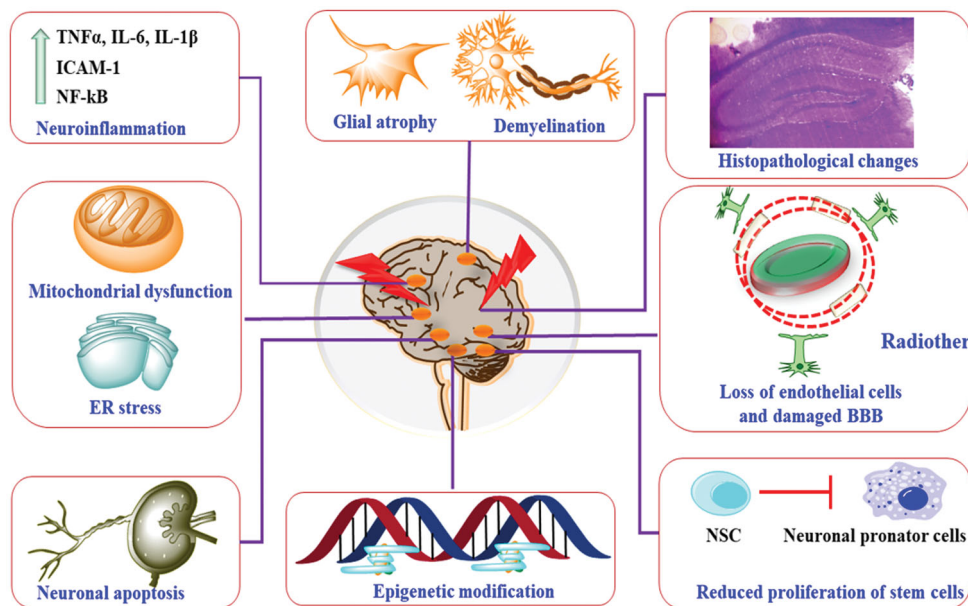 TNFα, IL-6, IL-1β
ICAM-1
NF-kB
Neuroinflammation
Glial atrophy
Demyelination
Histopathological changes
Mitochondrial dysfunction
ER stress
Radiother
Loss of endothelial cells
and damaged BBB
Neuronal apoptosis
Epigenetic modification
NSC
Neuronal pronator cells
Reduced proliferation of stem cells